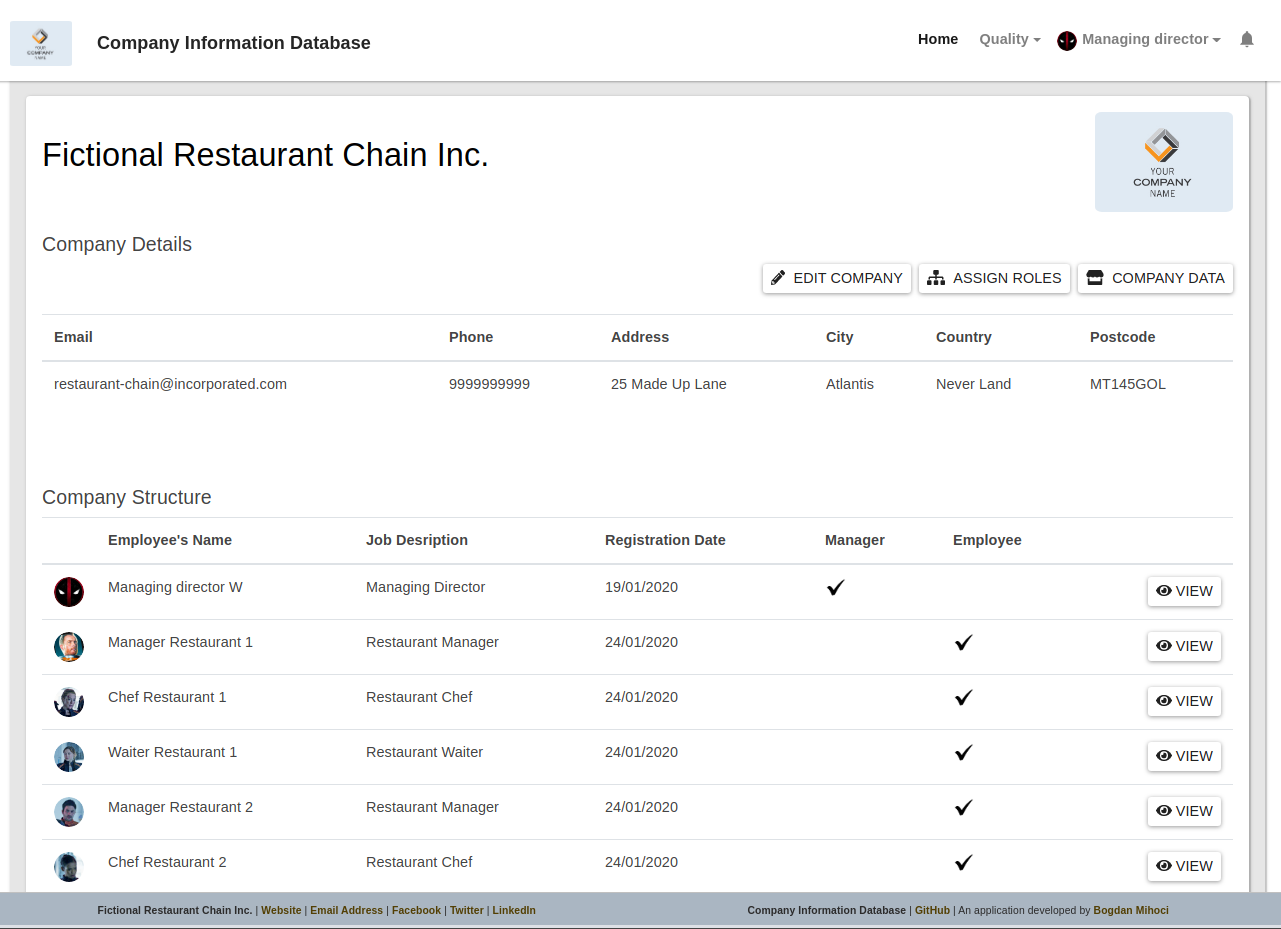 YOUR COMPANY NAME
Company Information Database
Home Quality Managing director
Fictional Restaurant Chain Inc.
YOUR
COMPANY
NAME
Company Details
EDIT COMPANY ASSIGN ROLES COMPANY DATA
Email Phone Address City Country Postcode
restaurant-chain@incorporated.com 9999999999 25 Made Up Lane Atlantis Never Land MT145GOL
Company Structure
Employee's Name Job Desription Registration Date Manager Employee
Managing director W Managing Director 19/01/2020 VIEW
Manager Restaurant 1 Restaurant Manager 24/01/2020 VIEW
Chef Restaurant 1 Restaurant Chef 24/01/2020 VIEW
Waiter Restaurant 1 Restaurant Waiter 24/01/2020 VIEW
Manager Restaurant 2 Restaurant Manager 24/01/2020 VIEW
Chef Restaurant 2 Restaurant Chef 24/01/2020 VIEW
Fictional Restaurant Chain Inc. | Website | Email Address | Facebook | Twitter | LinkedIn
Company Information Database | GitHub | An application developed by Bogdan Mihoci